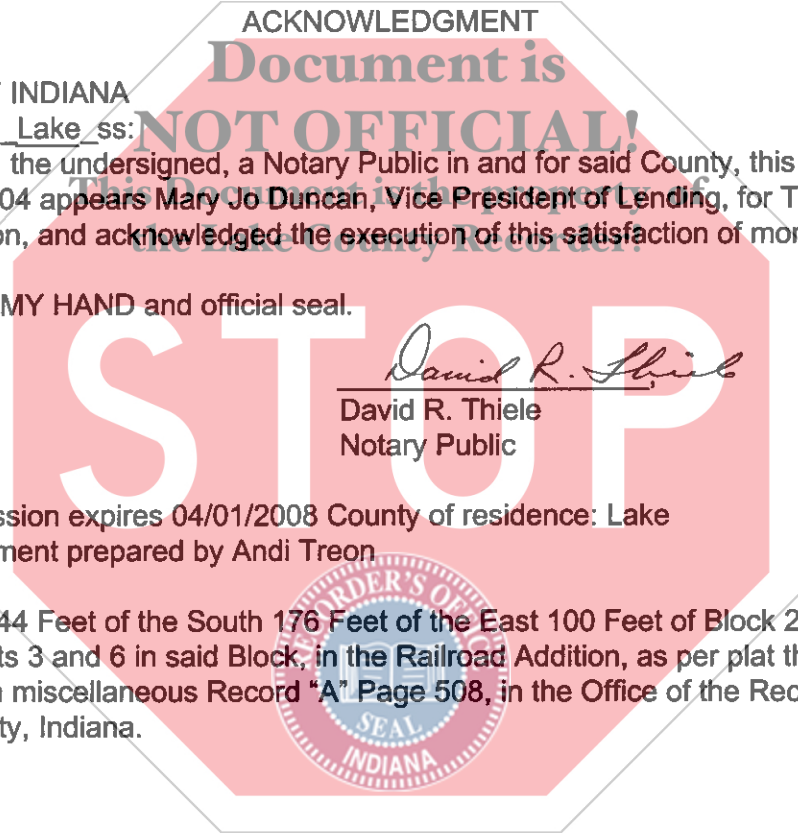 ACKNOWLEDGMENT
Document is
INDIANA
Lake ss:
NOT OFFICIAL!
the undersigned, a Notary Public in and for said County, this
This Document is the property of
04 appears Mary Jo Duncan, Vice President of Lending, for T
on, and acknowledged the execution of this satisfaction of mor
the Lake County Recorder!
MY HAND and official seal.
STOP
David R. Thiele
David R. Thiele
Notary Public
ssion expires 04/01/2008 County of residence: Lake
ment prepared by Andi Treon
RECORDER'S OFFICE
44 Feet of the South 176 Feet of the East 100 Feet of Block 2
ts 3 and 6 in said Block, in the Railroad Addition, as per plat th
miscellaneous Record "A" Page 508, in the Office of the Rec
ty, Indiana.
SEAL
INDIANA